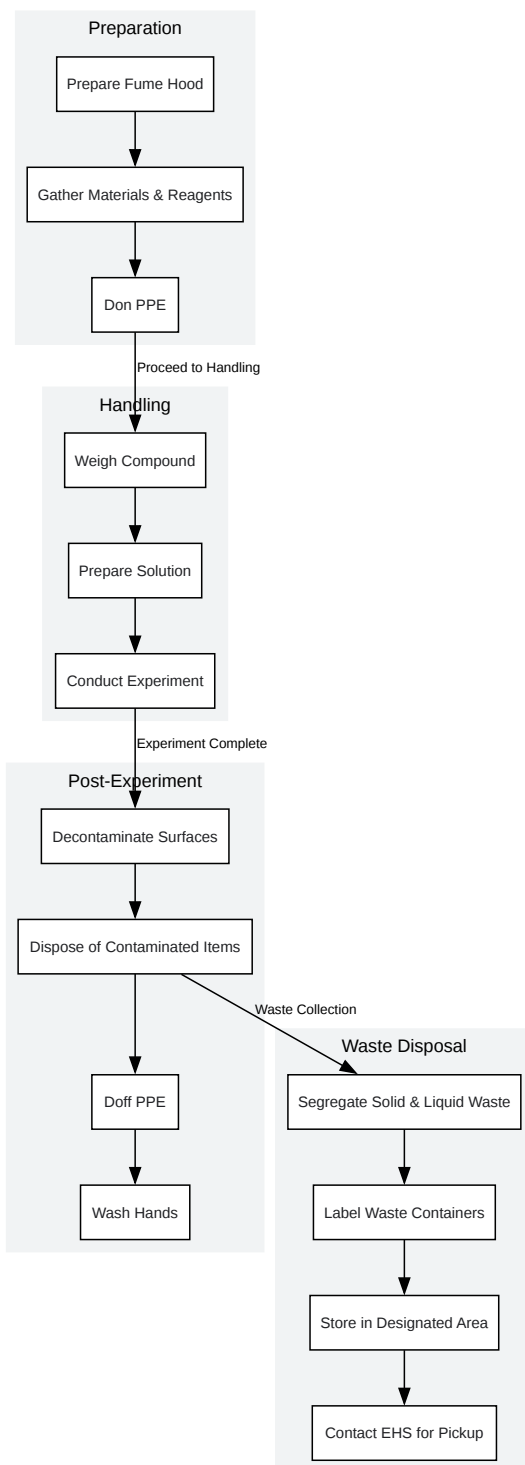 Preparation
Prepare Fume Hood
Gather Materials & Reagents
Don PPE
Proceed to Handling
Handling
Weigh Compound
Prepare Solution
Conduct Experiment
Experiment Complete
Post-Experiment
Decontaminate Surfaces
Dispose of Contaminated Items
Waste Collection
Waste Disposal
Doff PPE
Segregate Solid & Liquid Waste
Wash Hands
Label Waste Containers
Store in Designated Area
Contact EHS for Pickup